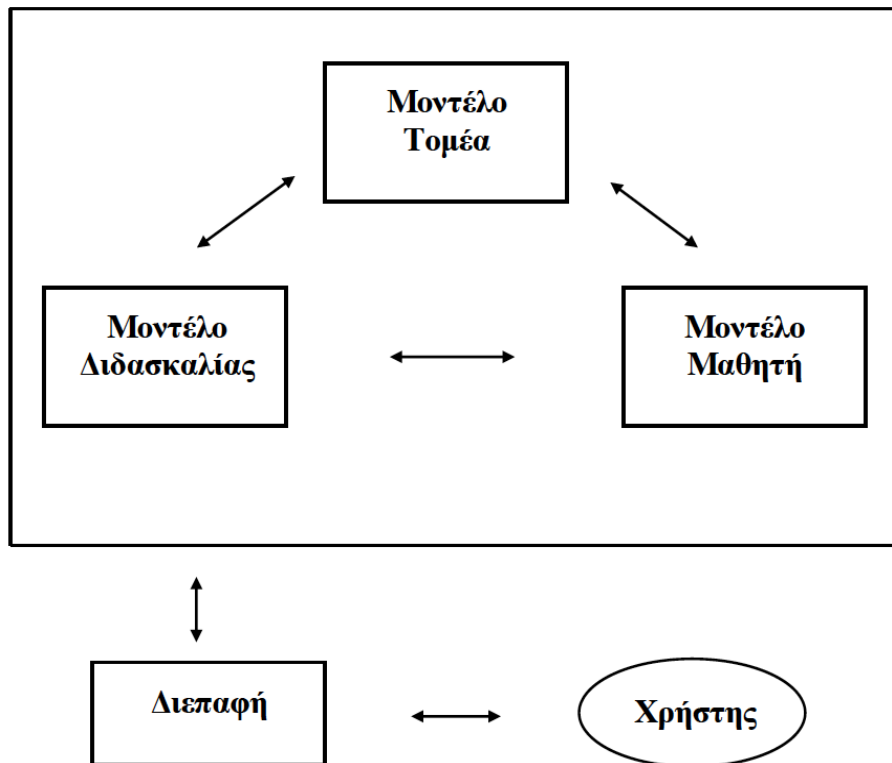 Μοντέλο
Τομέα
Μοντέλο
Διδασκαλίας
Μοντέλο
Μαθητή
Διεπαφή
Χρήστης